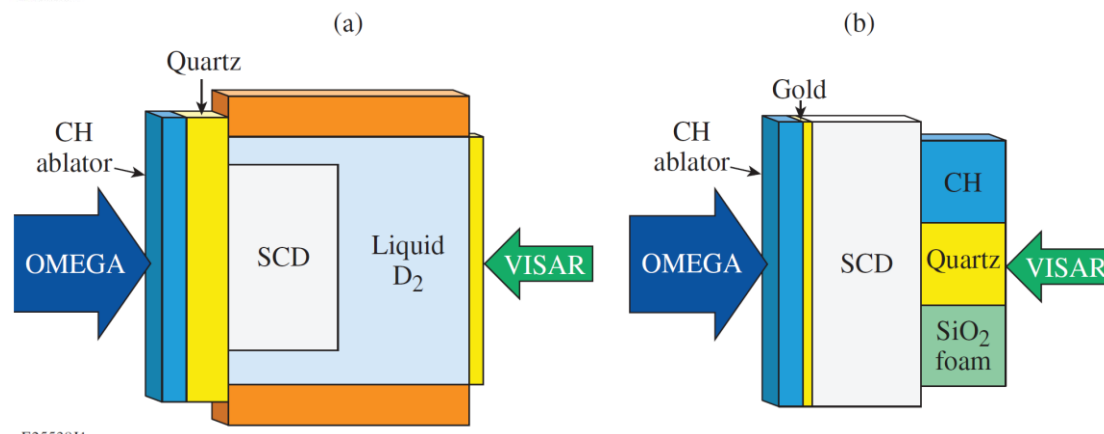 (a)
Quartz
CH
ablator
OMEGA
SCD
Liquid
D₂
VISAR
(b)
Gold
CH
ablator
OMEGA
SCD
CH
Quartz
SiO₂
foam
VISAR